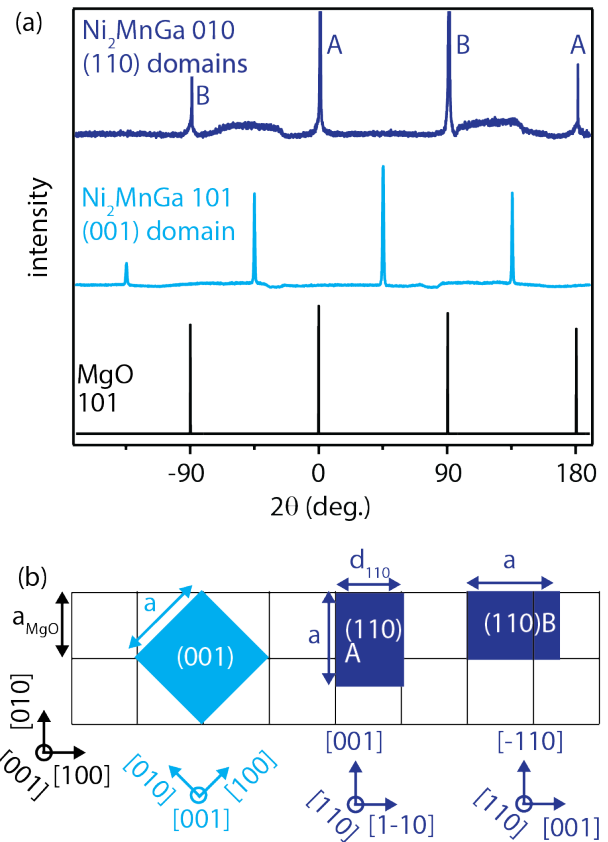 (a)
Ni2MnGa 010
(110) domains
B
A
B
A
Ni2MnGa 101
(001) domain
intensity
MgO
101
-90
0
90
180
2θ (deg.)
(b)
d110
a
a
aMgO
a
(001)
(110)
A
(110)B
[010]
[001]
[100]
[010]
[100]
[001]
[001]
[110]
[1-10]
[-110]
[110]
[001]